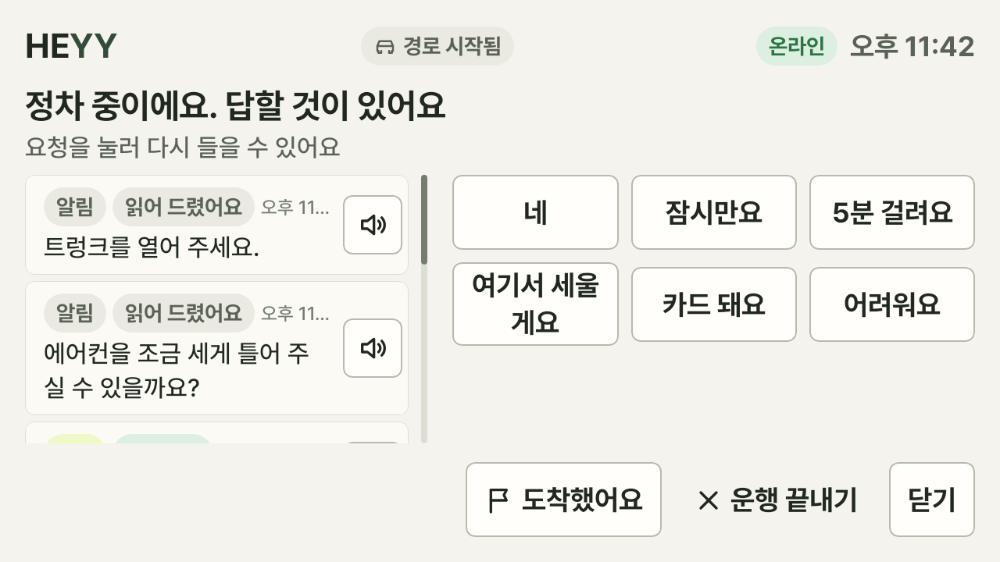 HEYY
경로 시작됨
온라인 오후 11:42
정차 중이에요. 답할 것이 있어요
요청을 눌러 다시 들을 수 있어요
알림 읽어 드렸어요 오후 11...
트렁크를 열어 주세요.
알림 읽어 드렸어요 오후 11...
에어컨을 조금 세게 틀어 주
실 수 있을까요?
네
잠시만요
5분 걸려요
여기서 세울
게요
카드 돼요
어려워요
도착했어요
운행 끝내기
닫기